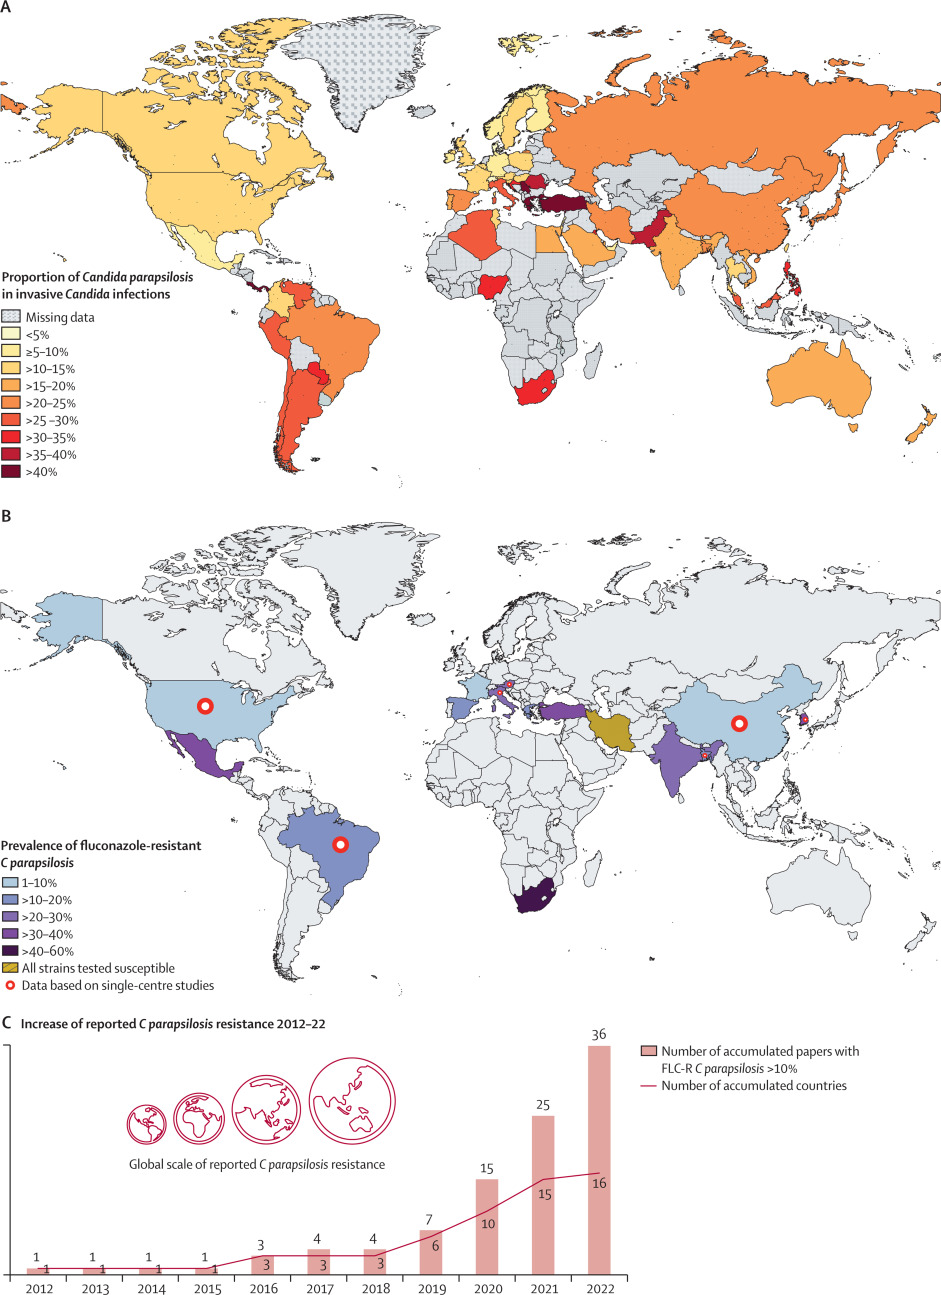 A
Proportion of Candida parapsilosis
in invasive Candida infections
Missing data
<5%
≥5–10%
>10–15%
>15–20%
>20–25%
>25 –30%
>30–35%
>35–40%
>40%
B
Prevalence of fluconazole-resistant
C parapsilosis
1–10%
>10–20%
>20–30%
>30–40%
>40–60%
All strains tested susceptible
Data based on single-centre studies
C Increase of reported C parapsilosis resistance 2012–22
Number of accumulated papers with
FLC-R C parapsilosis >10%
Number of accumulated countries
Global scale of reported C parapsilosis resistance
1 1 1 1 3 4 4 7 15 25 36
1 1 1 1 3 3 3 6 10 15 16
2012 2013 2014 2015 2016 2017 2018 2019 2020 2021 2022